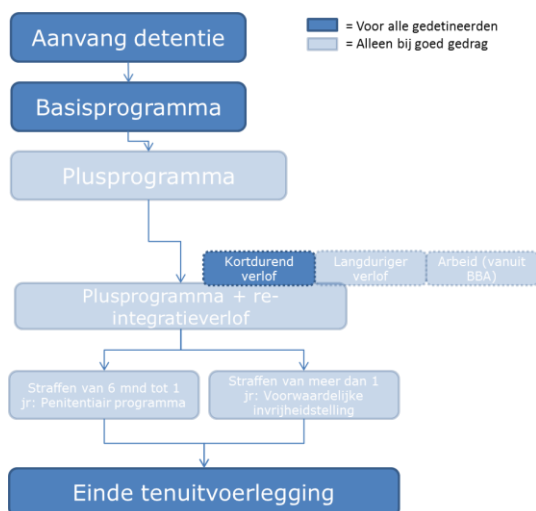 Aanvang detentie
= Voor alle gedetineerden
= Alleen bij goed gedrag
Basisprogramma
Plusprogramma
Kortdurend
verlof
Langduriger
verlof
Arbeid (vanuit
BBA)
Plusprogramma + re-
integratieverlof
Straffen van 6 mnd tot 1
jr: Penitentiair programma
Straffen van meer dan 1
jr: Voorwaardelijke
invrijheidstelling
Einde tenuitvoerlegging